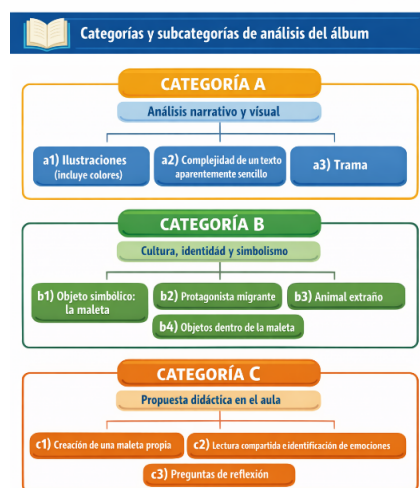 Categorías y subcategorías de análisis del álbum
CATEGORÍA A
Análisis narrativo y visual
a1) Ilustraciones
(incluye colores)
a2) Complejidad de un texto
aparentemente sencillo
a3) Trama
CATEGORÍA B
Cultura, identidad y simbolismo
b1) Objeto simbólico:
la maleta
b2) Protagonista migrante
b3) Animal extraño
b4) Objetos dentro de la maleta
CATEGORÍA C
Propuesta didáctica en el aula
c1) Creación de una maleta propia
c2) Lectura compartida e identificación de emociones
c3) Preguntas de reflexión